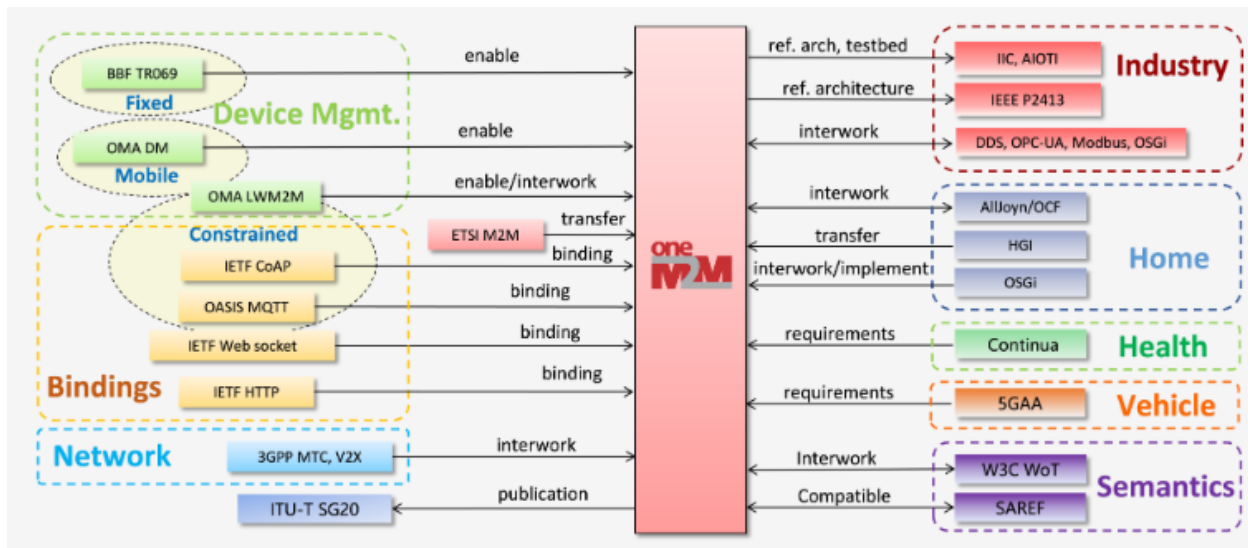 BBF TR069
Fixed
Device Mgmt.
OMA DM
Mobile
OMA LWM2M
Constrained
IETF CoAP
OASIS MQTT
IETF Web socket
Bindings
IETF HTTP
Network
3GPP MTC, V2X
ITU-T SG20
ETSI M2M
enable
enable
enable/interwork
transfer
binding
binding
binding
binding
interwork
publication
one
M2M
ref. arch, testbed
ref. architecture
interwork
interwork
transfer
interwork/implement
requirements
requirements
Interwork
Compatible
IIC, AIOTI
Industry
IEEE P2413
DDS, OPC-UA, Modbus, OSGi
AllJoyn/OCF
HGI
Home
OSGi
Continua
Health
5GAA
Vehicle
W3C WoT
Semantics
SAREF